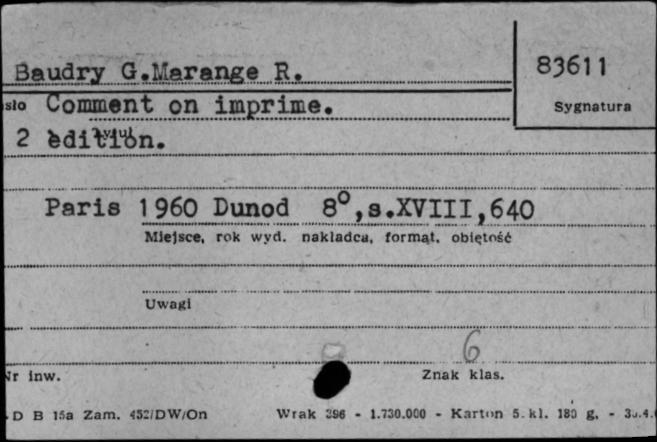 Baudry G.Marange R.
83611
sło Comment on imprime.
Sygnatura
2 èdition.
Paris 1960 Dunod 8°,s.XVIII,640
Miejsce, rok wyd. nakładca, format, objętość
Uwagi
6
Nr inw.
Znak klas.
D B 15a Zam. 452/DW/On Wrak 396 - 1.730.000 - Karton 5. kl. 180 g.